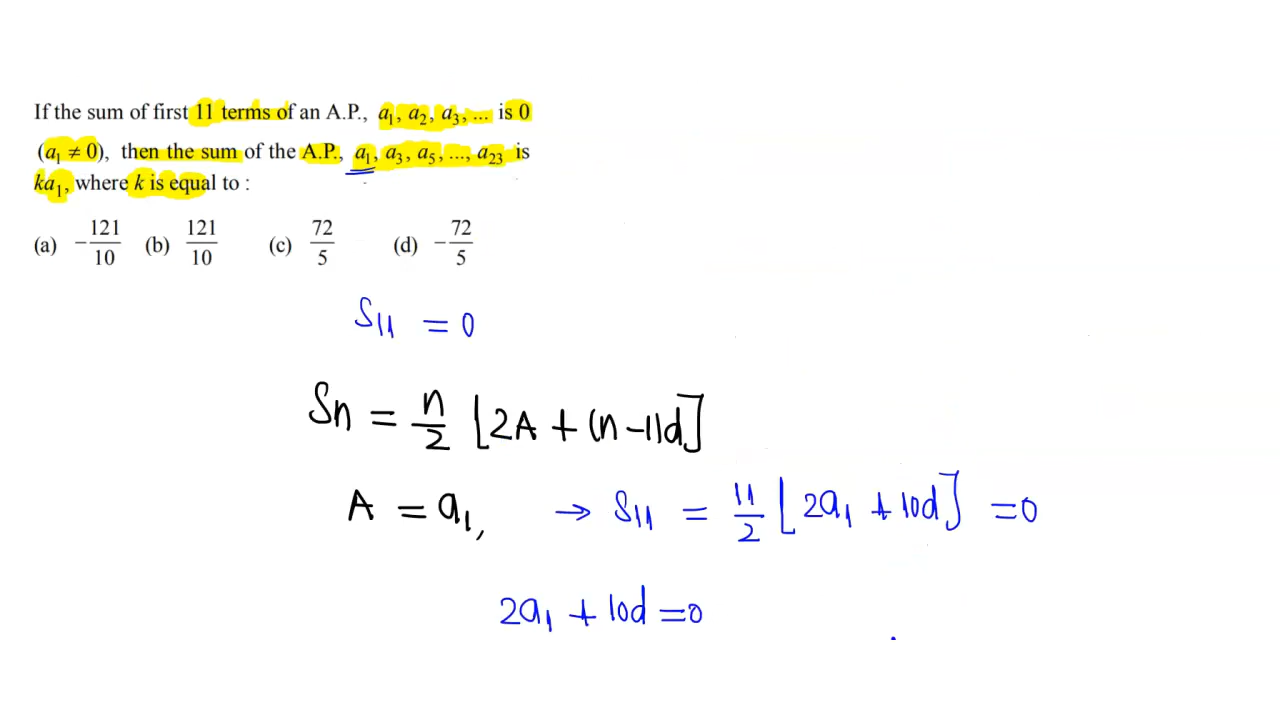 If the sum of first 11 terms of an A.P., a₁, a₂, a₃, ... is 0
(a₁ ≠ 0), then the sum of the A.P., a₁, a₃, a₅, ..., a₂₃ is
ka₁, where k is equal to :
(a) −121/10 (b) 121/10 (c) 72/5 (d) −72/5
S₁₁ = 0
Sn = n/2 [2A + (n-1)d]
A = a₁, → S₁₁ = 11/2 [2a₁ + 10d] = 0
2a₁ + 10d = 0